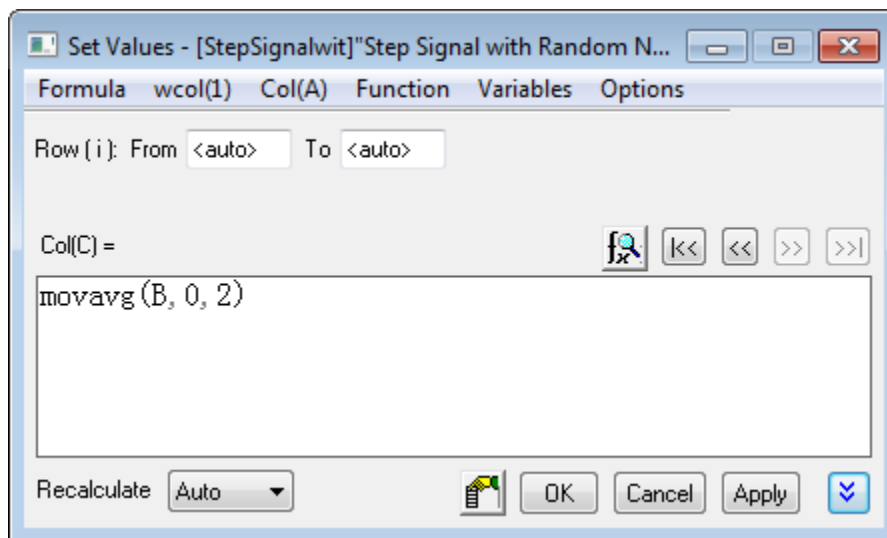 Set Values - [StepSignalwit]"Step Signal with Random N...
Formula wcol(1) Col(A) Function Variables Options
Row ( i ): From <auto> To <auto>
Col(C) =
fx |<< << >> >>|
movavg(B, 0, 2)
Recalculate Auto OK Cancel Apply